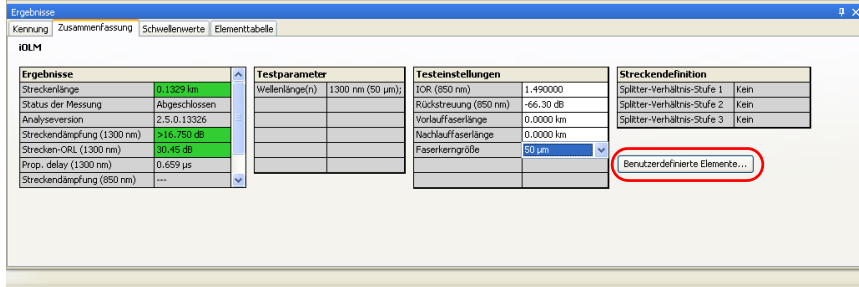 Ergebnisse
Kennung Zusammenfassung Schwellenwerte Elementtabelle
iOLM
Ergebnisse
Streckenlänge 0.1329 km
Status der Messung Abgeschlossen
Analyseversion 2.5.0.13326
Streckendämpfung (1300 nm) >16.750 dB
Strecken-ORL (1300 nm) 30.45 dB
Prop. delay (1300 nm) 0.659 µs
Streckendämpfung (850 nm) ---
Testparameter
Wellenlänge(n) 1300 nm (50 µm);
Testeinstellungen
IOR (850 nm) 1.490000
Rückstreuung (850 nm) -66.30 dB
Vorlauffaserlänge 0.0000 km
Nachlauffaserlänge 0.0000 km
Faserkerngröße 50 µm
Streckendefinition
Splitter-Verhältnis-Stufe 1 Kein
Splitter-Verhältnis-Stufe 2 Kein
Splitter-Verhältnis-Stufe 3 Kein
Benutzerdefinierte Elemente...